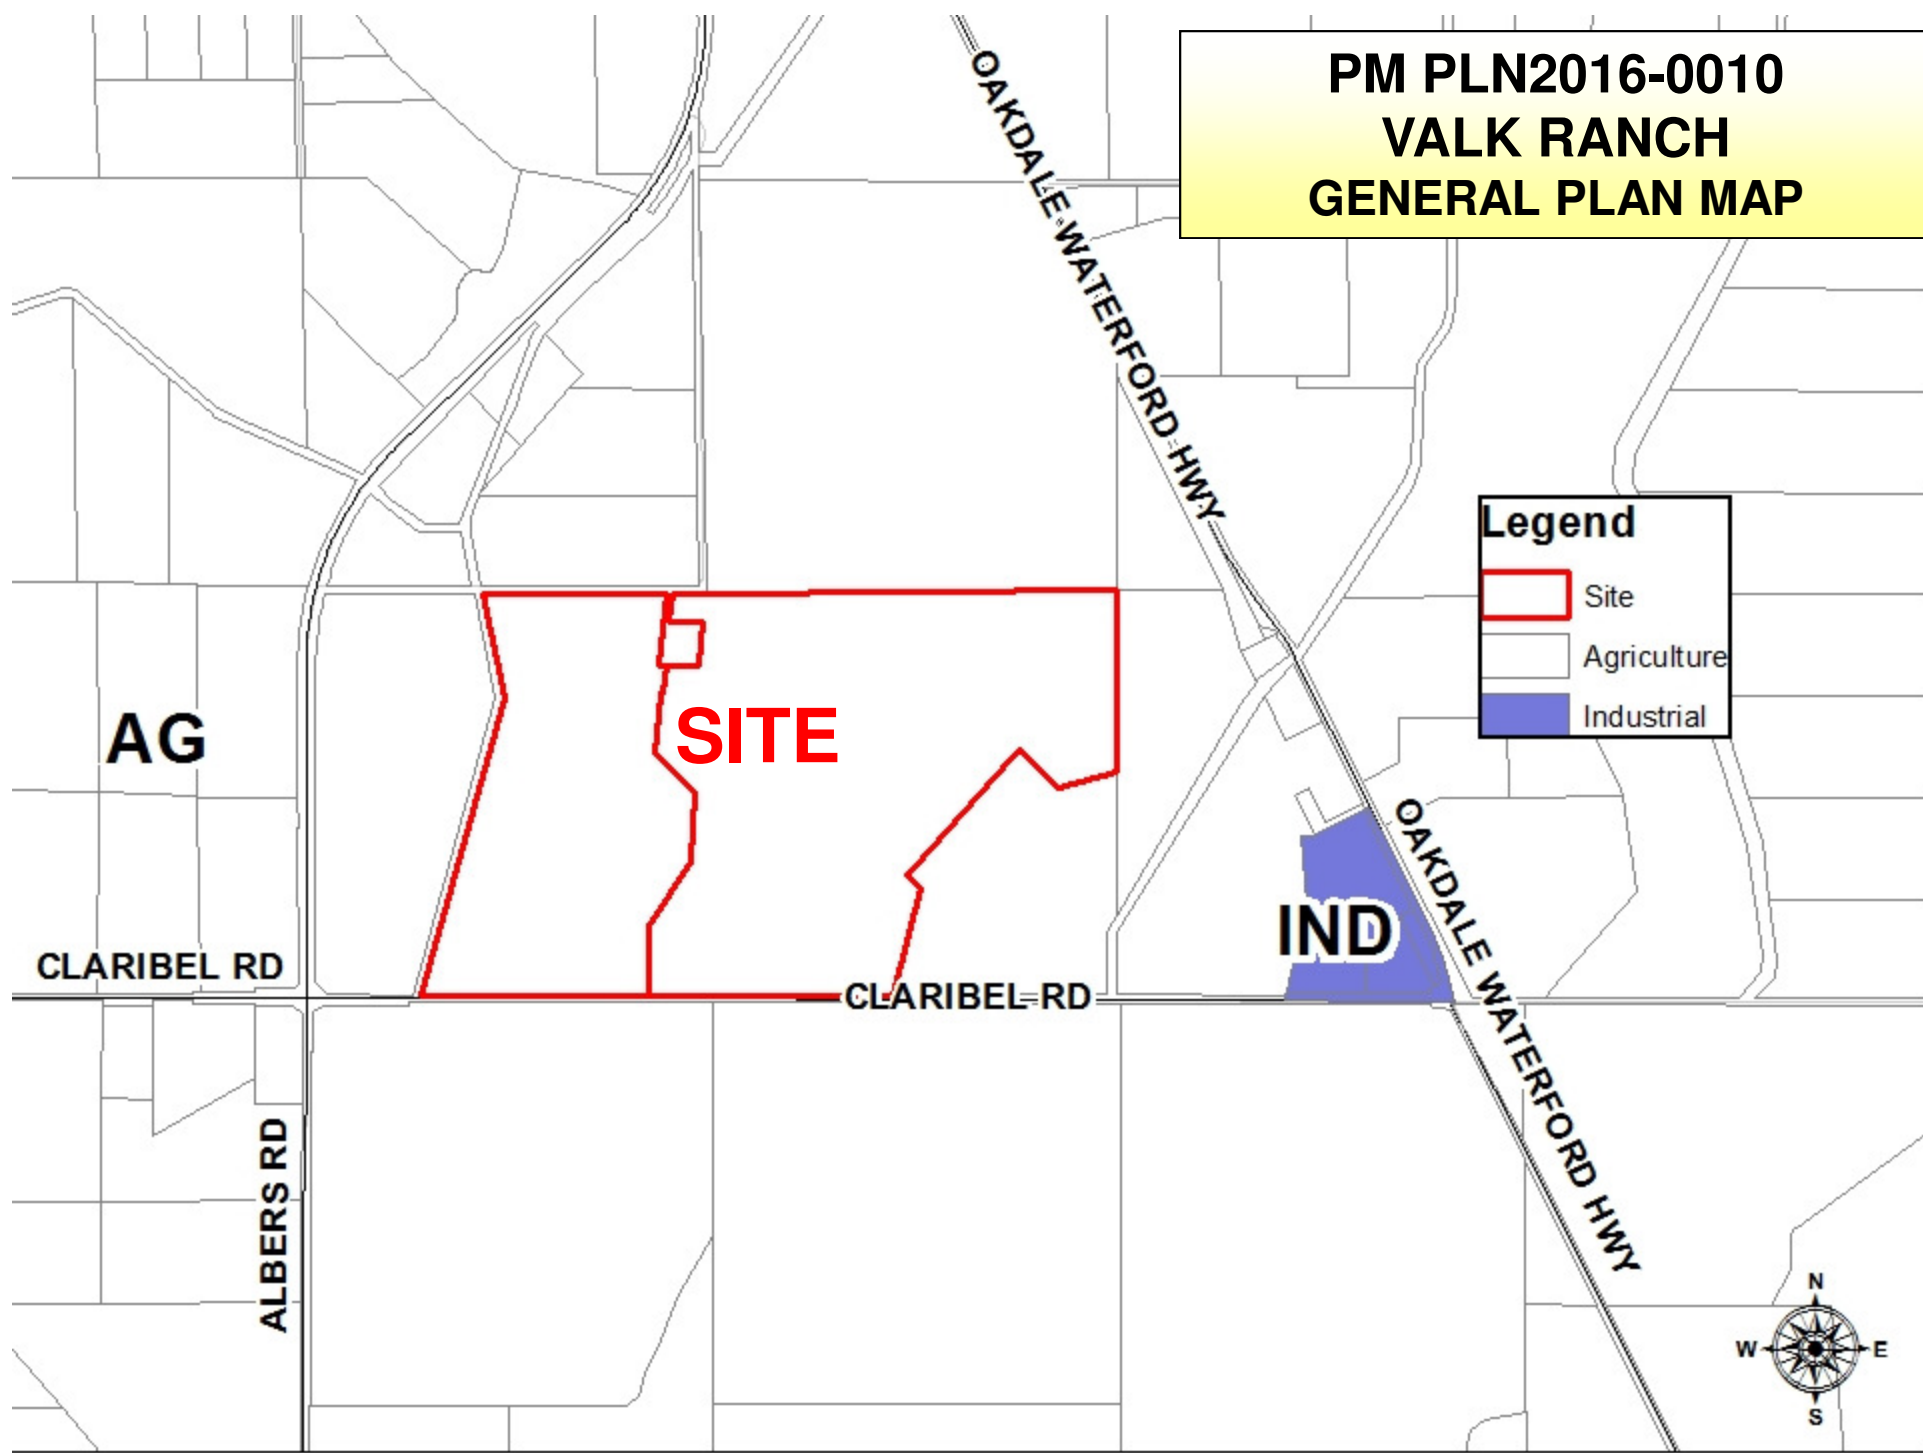 PM PLN2016-0010
VALK RANCH
GENERAL PLAN MAP
OAKDALE WATERFORD HWY
Legend
Site
Agriculture
Industrial
AG
SITE
IND
OAKDALE WATERFORD HWY
CLARIBEL RD
CLARIBEL RD
ALBERS RD
N
W
E
S